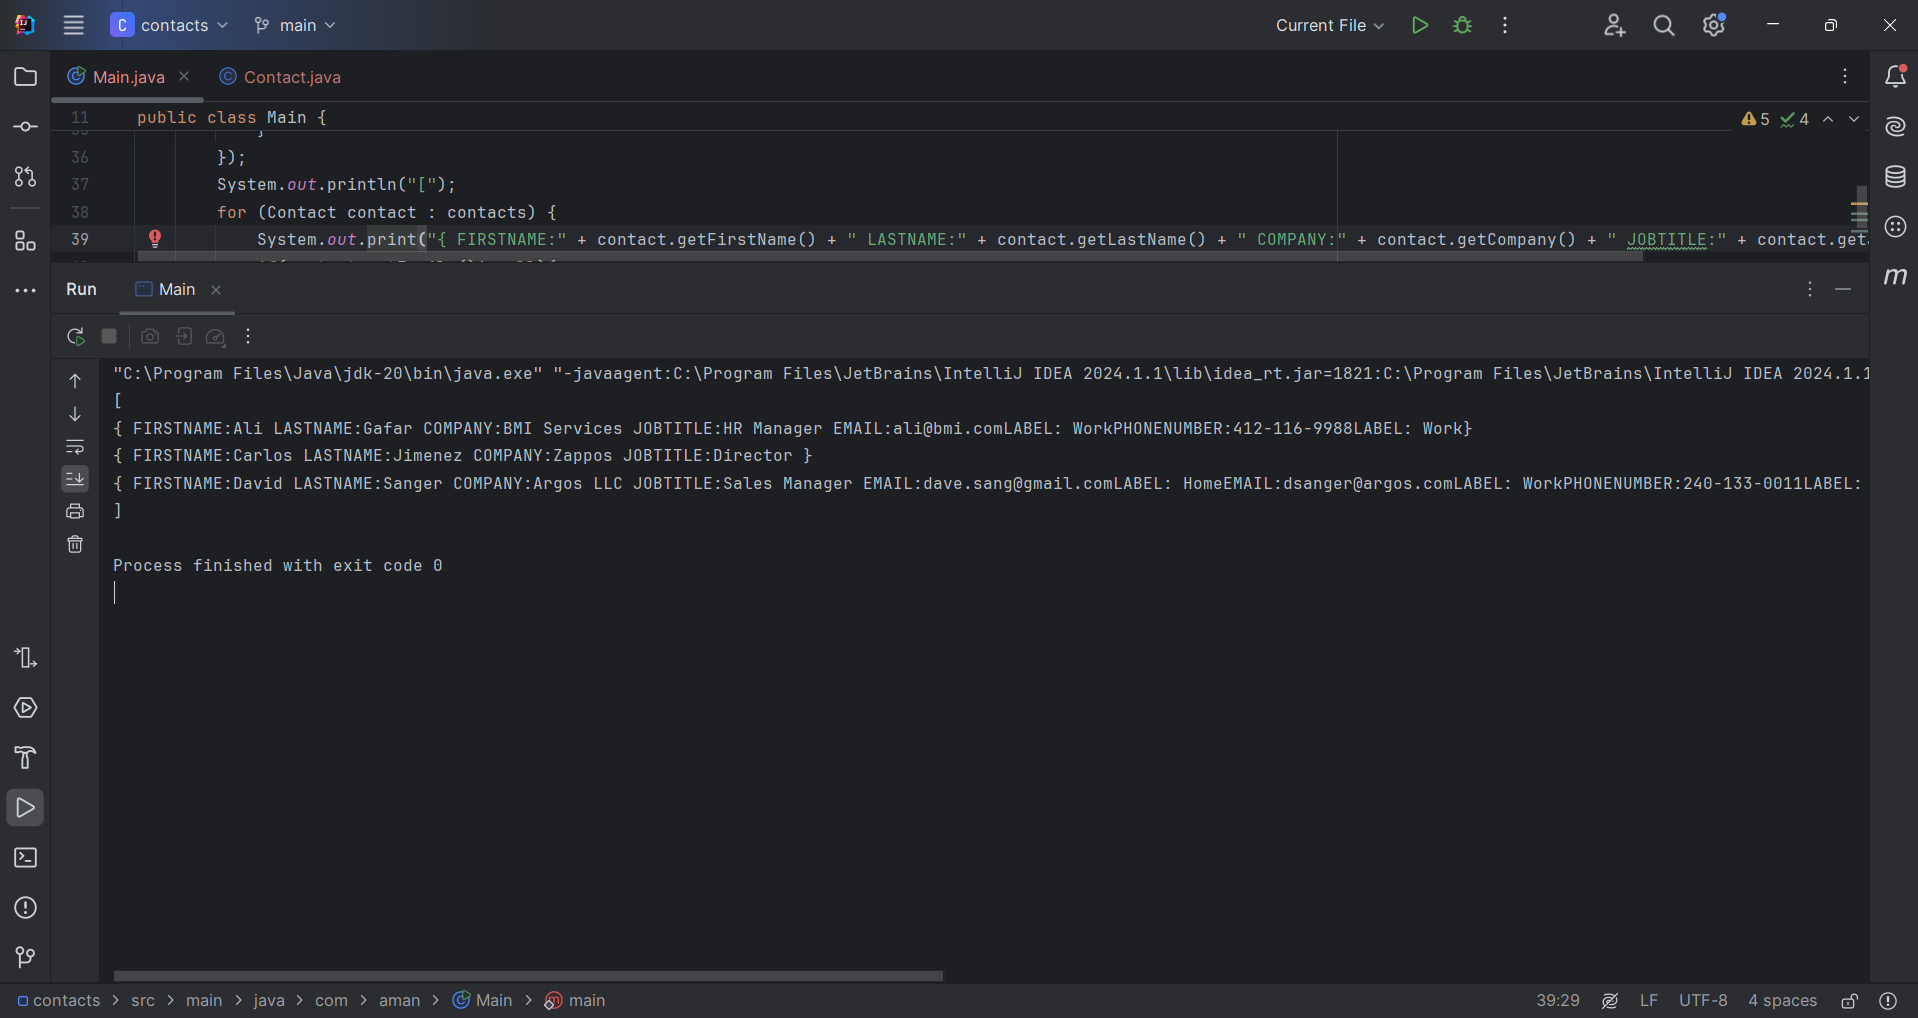 C contacts main Current File
Main.java Contact.java
11 public class Main { 5 4
36 });
37 System.out.println("[");
38 for (Contact contact : contacts) {
39 System.out.print("{ FIRSTNAME:" + contact.getFirstName() + " LASTNAME:" + contact.getLastName() + " COMPANY:" + contact.getCompany() + " JOBTITLE:" + contact.get
Run Main
"C:\Program Files\Java\jdk-20\bin\java.exe" "-javaagent:C:\Program Files\JetBrains\IntelliJ IDEA 2024.1.1\lib\idea_rt.jar=1821:C:\Program Files\JetBrains\IntelliJ IDEA 2024.1.1
[
{ FIRSTNAME:Ali LASTNAME:Gafar COMPANY:BMI Services JOBTITLE:HR Manager EMAIL:ali@bmi.comLABEL: WorkPHONENUMBER:412-116-9988LABEL: Work}
{ FIRSTNAME:Carlos LASTNAME:Jimenez COMPANY:Zappos JOBTITLE:Director }
{ FIRSTNAME:David LASTNAME:Sanger COMPANY:Argos LLC JOBTITLE:Sales Manager EMAIL:dave.sang@gmail.comLABEL: HomeEMAIL:dsanger@argos.comLABEL: WorkPHONENUMBER:240-133-0011LABEL:
]
Process finished with exit code 0
contacts > src > main > java > com > aman > Main > main 39:29 LF UTF-8 4 spaces